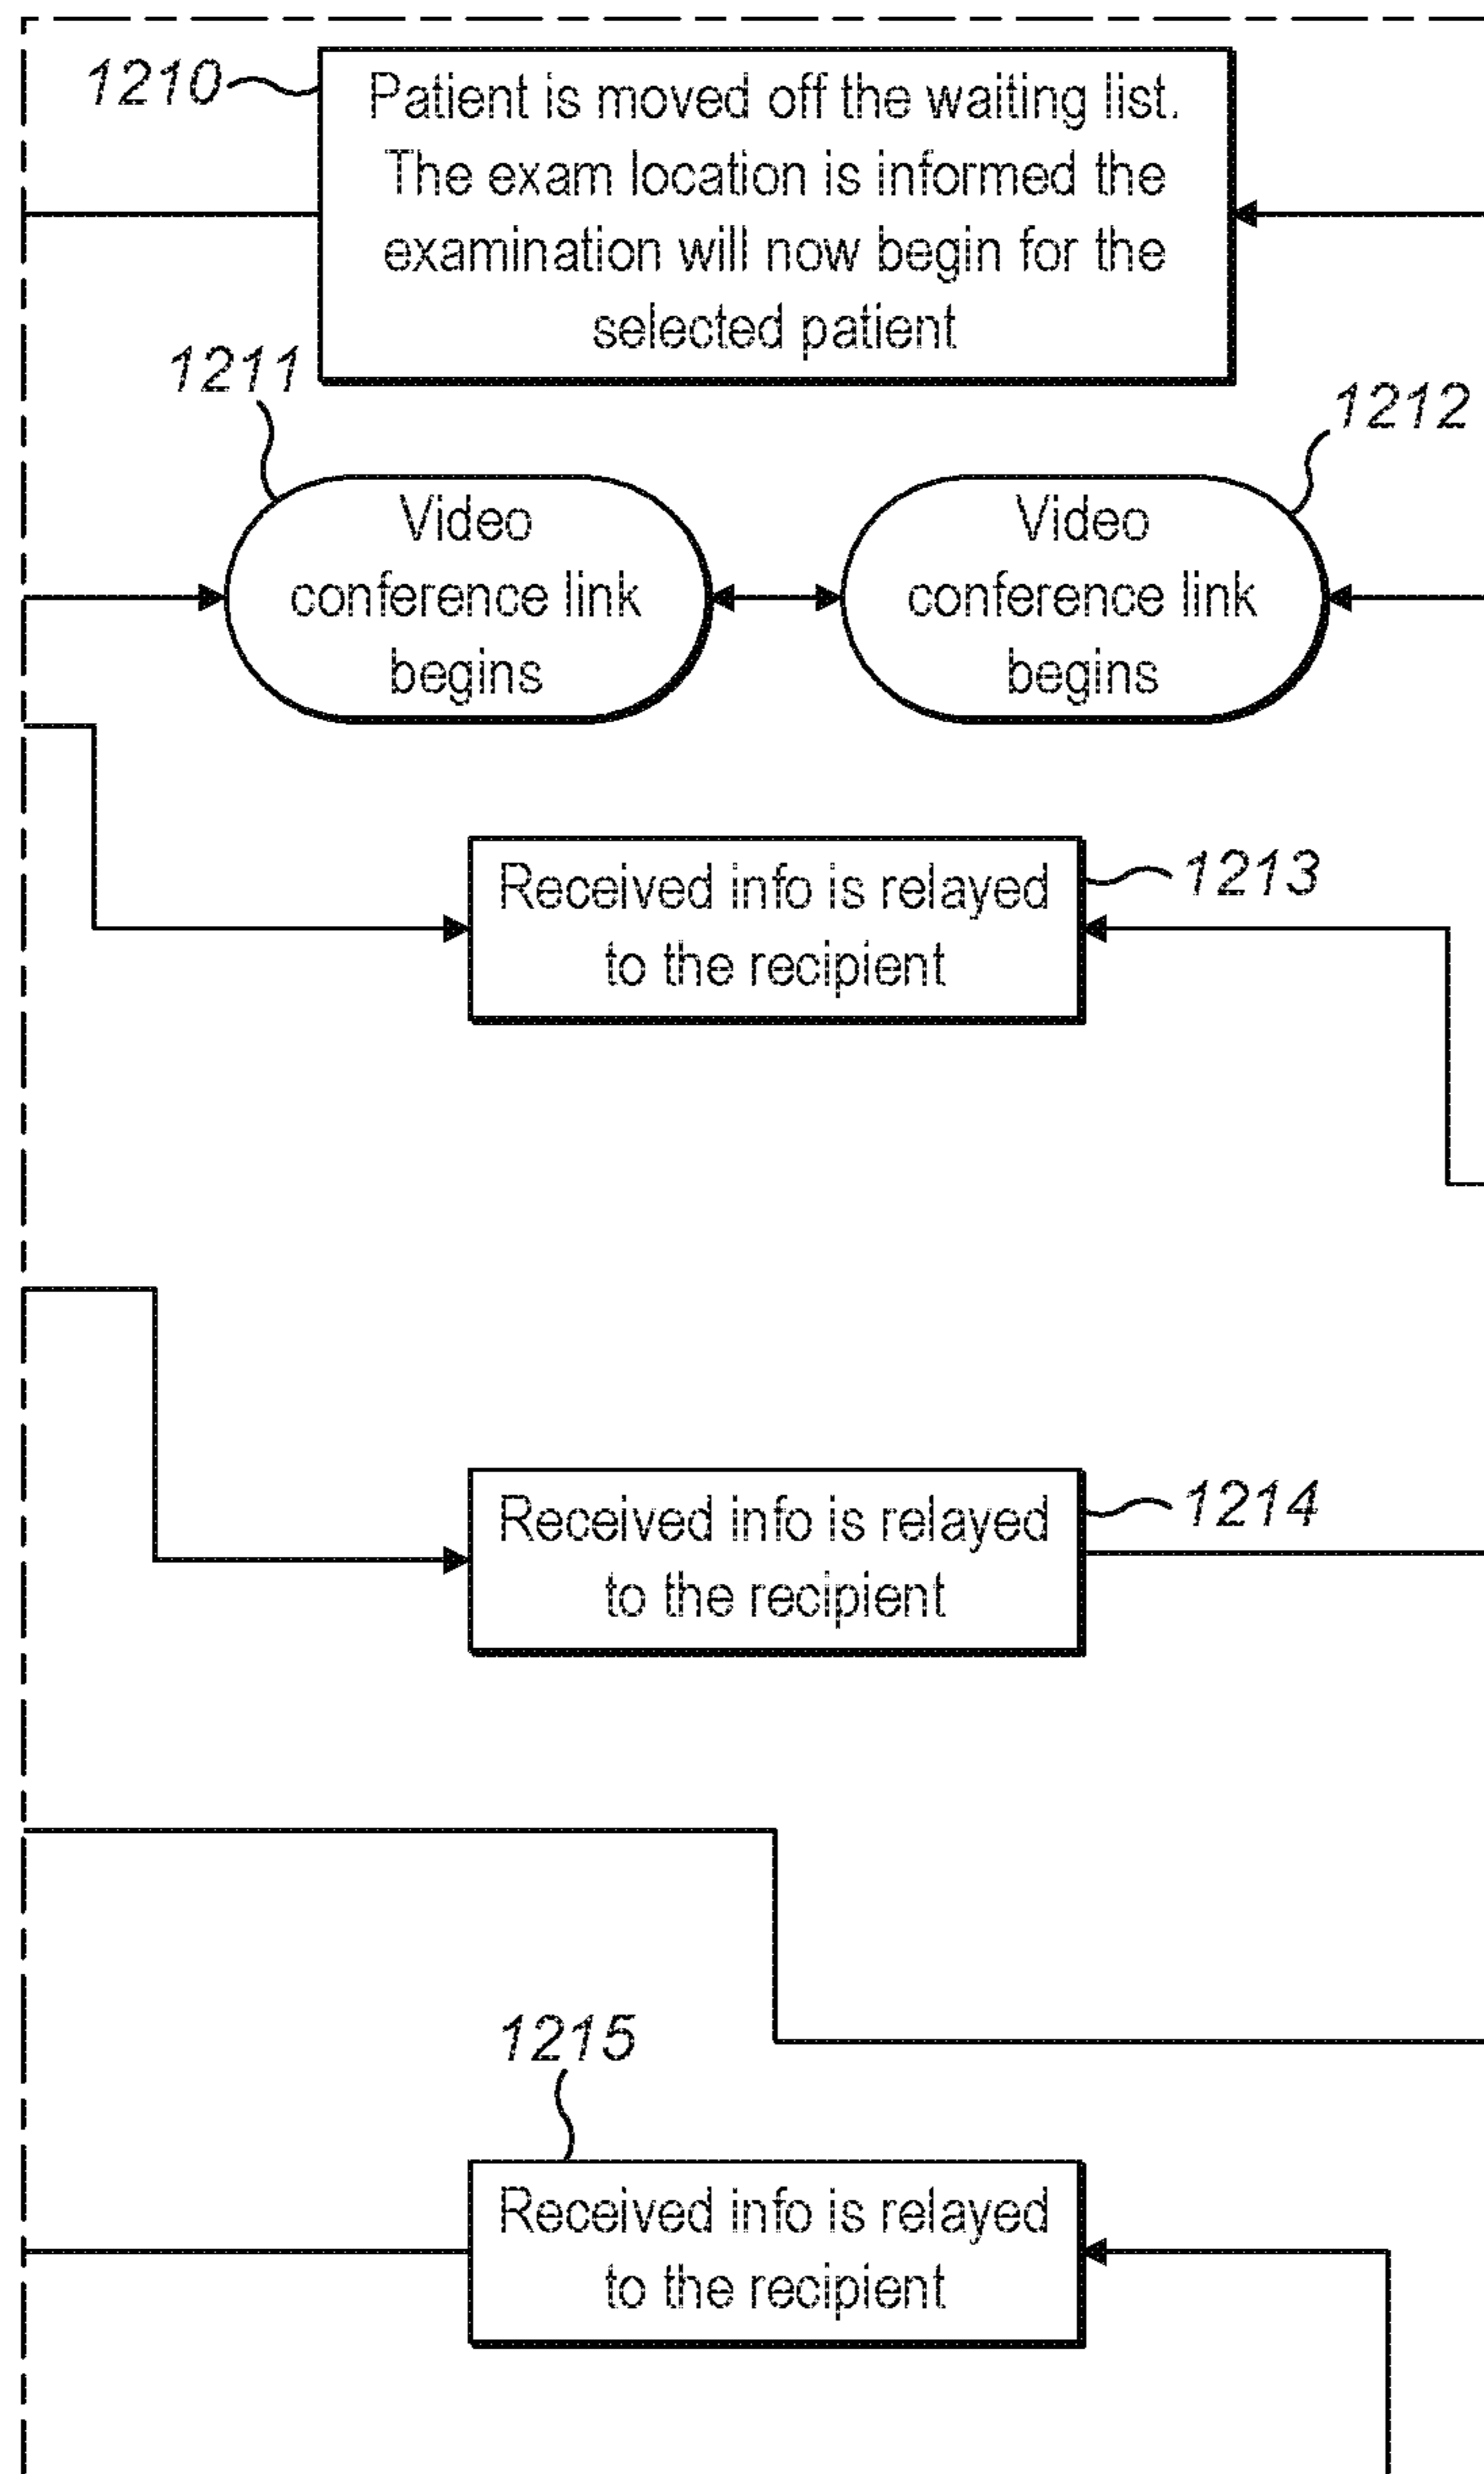 1210
Patient is moved off the waiting list.
The exam location is informed the
examination will now begin for the
selected patient
1211
1212
Video
conference link
begins
Video
conference link
begins
1213
Received info is relayed
to the recipient
1214
Received info is relayed
to the recipient
1215
Received info is relayed
to the recipient